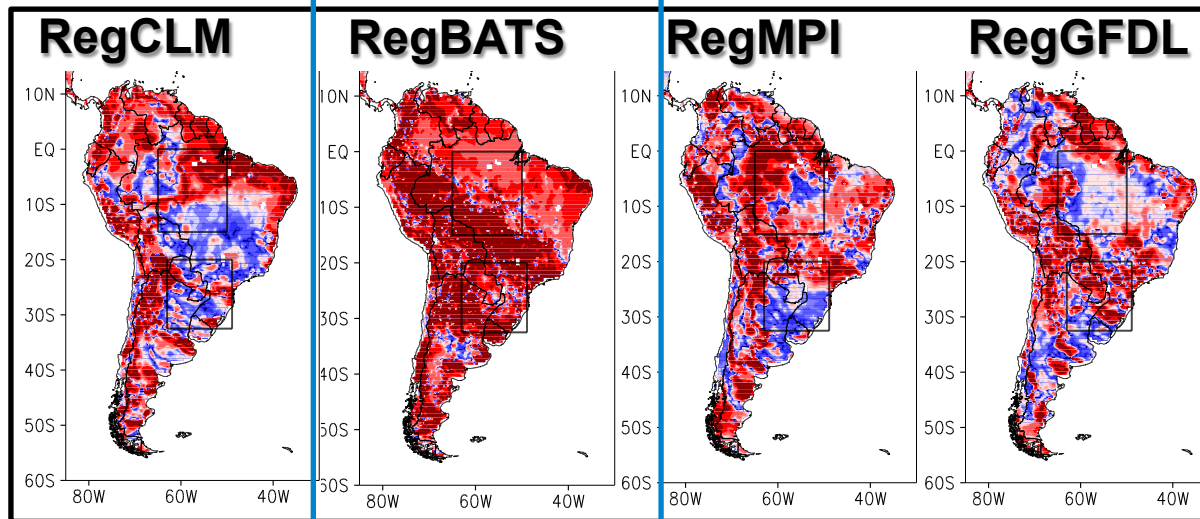 RegCLM RegBATS RegMPI RegGFDL
10N 10N 10N 10N
EQ EQ EQ EQ
10S 10S 10S 10S
20S 20S 20S 20S
30S 30S 30S 30S
40S 40S 40S 40S
50S 50S 50S 50S
60S 60S 60S 60S
80W 60W 40W 80W 60W 40W 80W 60W 40W 80W 60W 40W